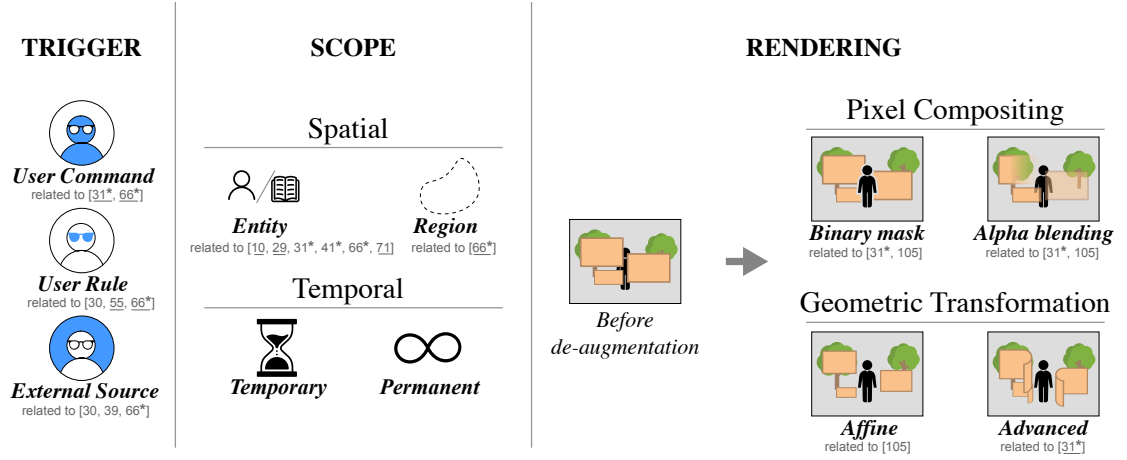 TRIGGER
User Command
related to [31*, 66*]
User Rule
related to [30, 55, 66*]
External Source
related to [30, 39, 66*]
SCOPE
Spatial
Entity
related to [10, 29, 31*, 41*, 66*, 71]
Region
related to [66*]
Temporal
Temporary
Permanent
RENDERING
Before
de-augmentation
Pixel Compositing
Binary mask
related to [31*, 105]
Alpha blending
related to [31*, 105]
Geometric Transformation
Affine
related to [105]
Advanced
related to [31*]